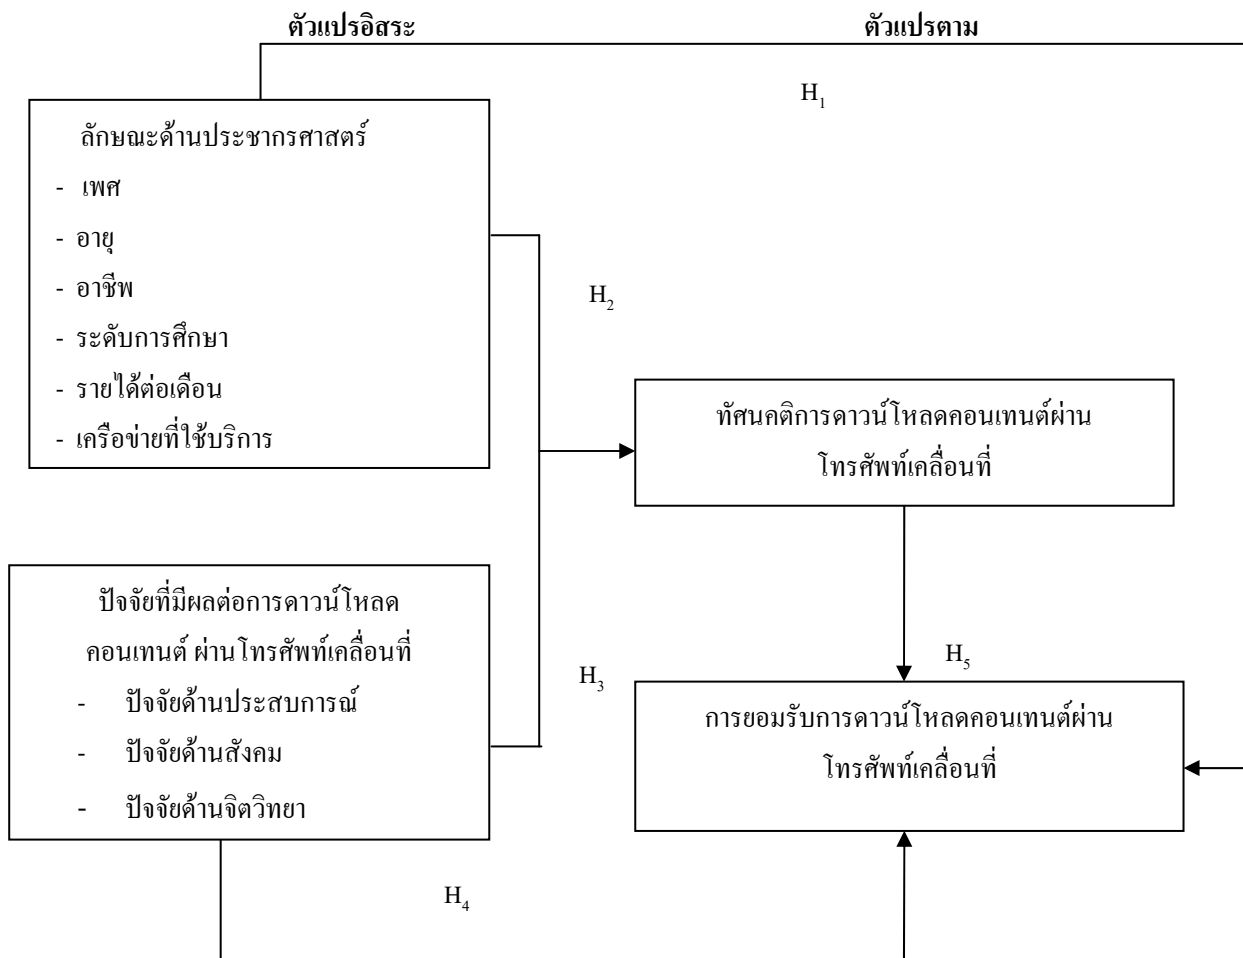 ตัวแปรอิสระ
ตัวแปรตาม
H1
ลักษณะด้านประชากรศาสตร์
- เพศ
- อายุ
- อาชีพ
- ระดับการศึกษา
- รายได้ต่อเดือน
- เครือข่ายที่ใช้บริการ
H2
ทัศนคติการดาวน์โหลดคอนเทนต์ผ่าน
โทรศัพท์เคลื่อนที่
ปัจจัยที่มีผลต่อการดาวน์โหลด
คอนเทนต์ ผ่านโทรศัพท์เคลื่อนที่
- ปัจจัยด้านประสบการณ์
- ปัจจัยด้านสังคม
- ปัจจัยด้านจิตวิทยา
H3
H5
การยอมรับการดาวน์โหลดคอนเทนต์ผ่าน
โทรศัพท์เคลื่อนที่
H4